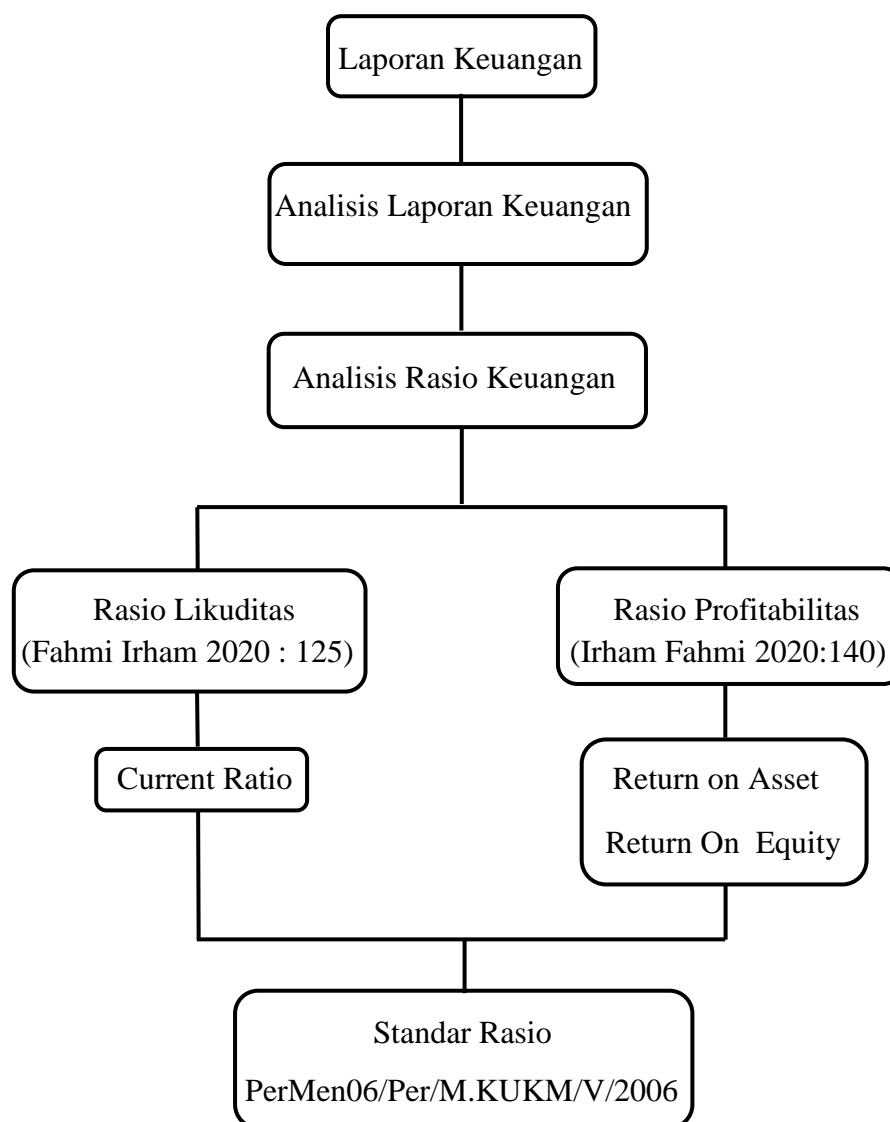 Laporan Keuangan
Analisis Laporan Keuangan
Analisis Rasio Keuangan
Rasio Likuditas
(Fahmi Irham 2020 : 125)
Rasio Profitabilitas
(Irham Fahmi 2020:140)
Current Ratio
Return on Asset
Return On Equity
Standar Rasio
PerMen06/Per/M.KUKM/V/2006